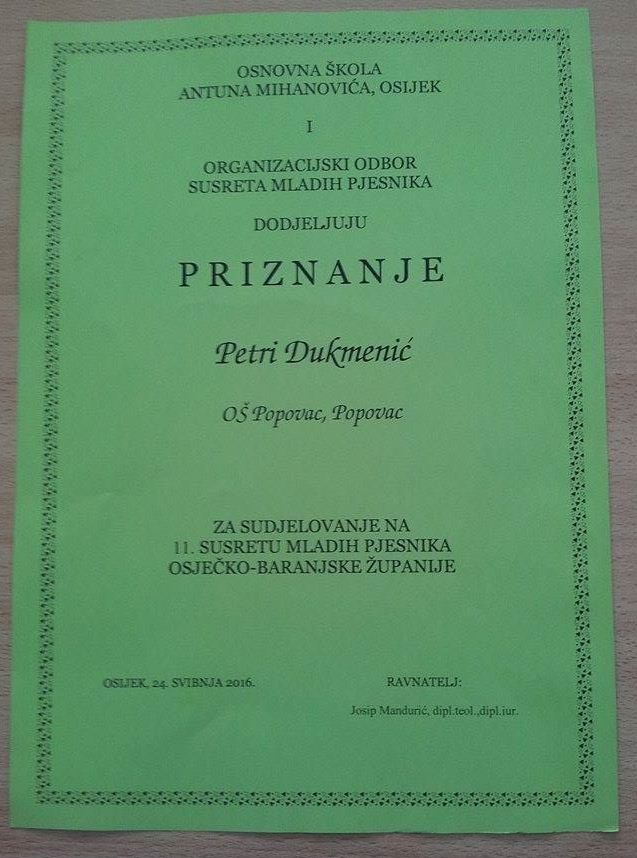 OSNOVNA ŠKOLA
ANTUNA MIHANOVIĆA, OSIJEK
I
ORGANIZACIJSKI ODBOR
SUSRETA MLADIH PJESNIKA
DODJELJUJU
PRIZNANJE
Petri Dukmenić
OŠ Popovac, Popovac
ZA SUDJELOVANJE NA
11. SUSRETU MLADIH PJESNIKA
OSJEČKO-BARANJSKE ŽUPANIJE
OSIJEK, 24. SVIBNJA 2016.
RAVNATELJ:
Josip Mandurić, dipl.teol.,dipl.iur.